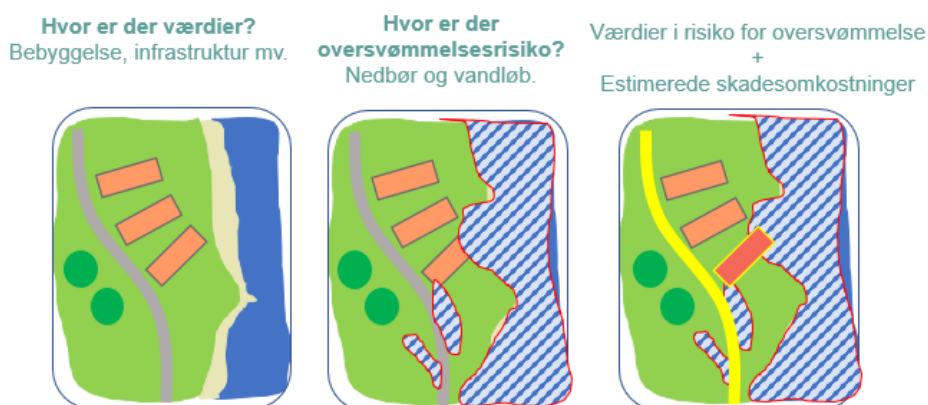 Hvor er der værdier?
Bebyggelse, infrastruktur mv.
Hvor er der
oversvømmelsesrisiko?
Nedbør og vandløb.
Værdier i risiko for oversvømmelse
+
Estimerede skadesomkostninger